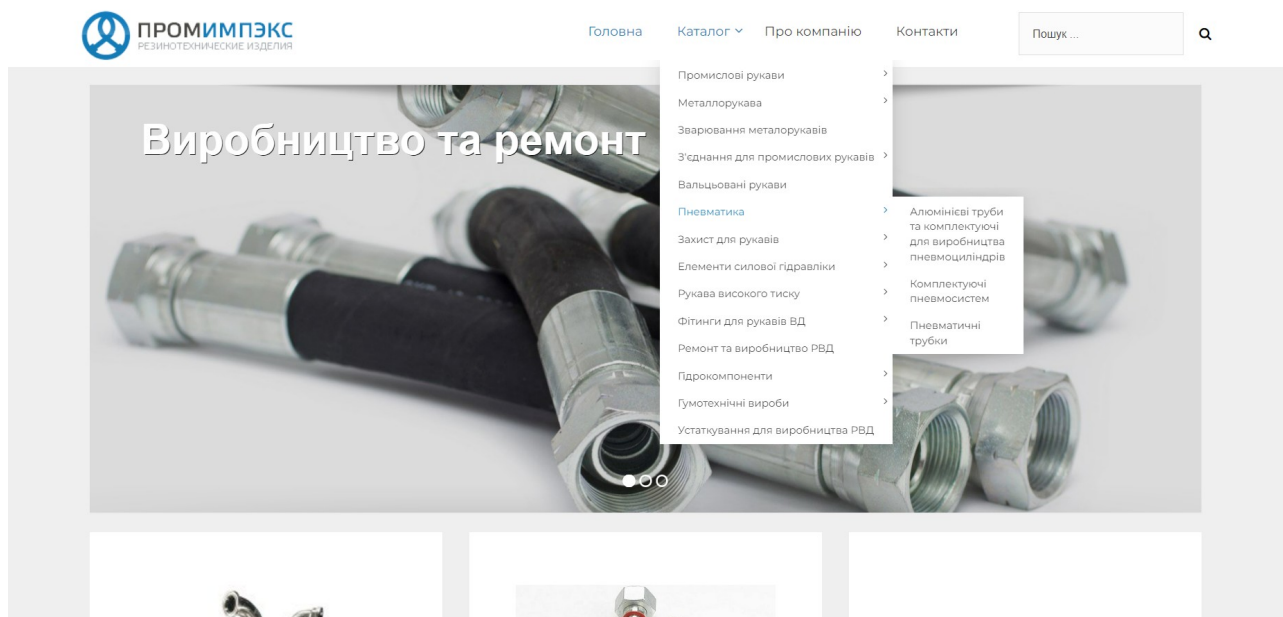 ПРОМИМПЭКС
РЕЗИНОТЕХНИЧЕСКИЕ ИЗДЕЛИЯ
Головна
Каталог
Про компанію
Контакти
Пошук ...
Виробництво та ремонт
Промислові рукави
Металлорукава
Зварювання металорукавів
З'єднання для промислових рукавів
Вальцьовані рукави
Пневматика
Захист для рукавів
Елементи силової гідравліки
Рукава високого тиску
Фітинги для рукавів ВД
Ремонт та виробництво РВД
Гідрокомпоненти
Гумотехнічні вироби
Устаткування для виробництва РВД
Алюмінієві труби
та комплектуючі
для виробництва
пневмоциліндрів
Комплектуючі
пневмосистем
Пневматичні
трубки